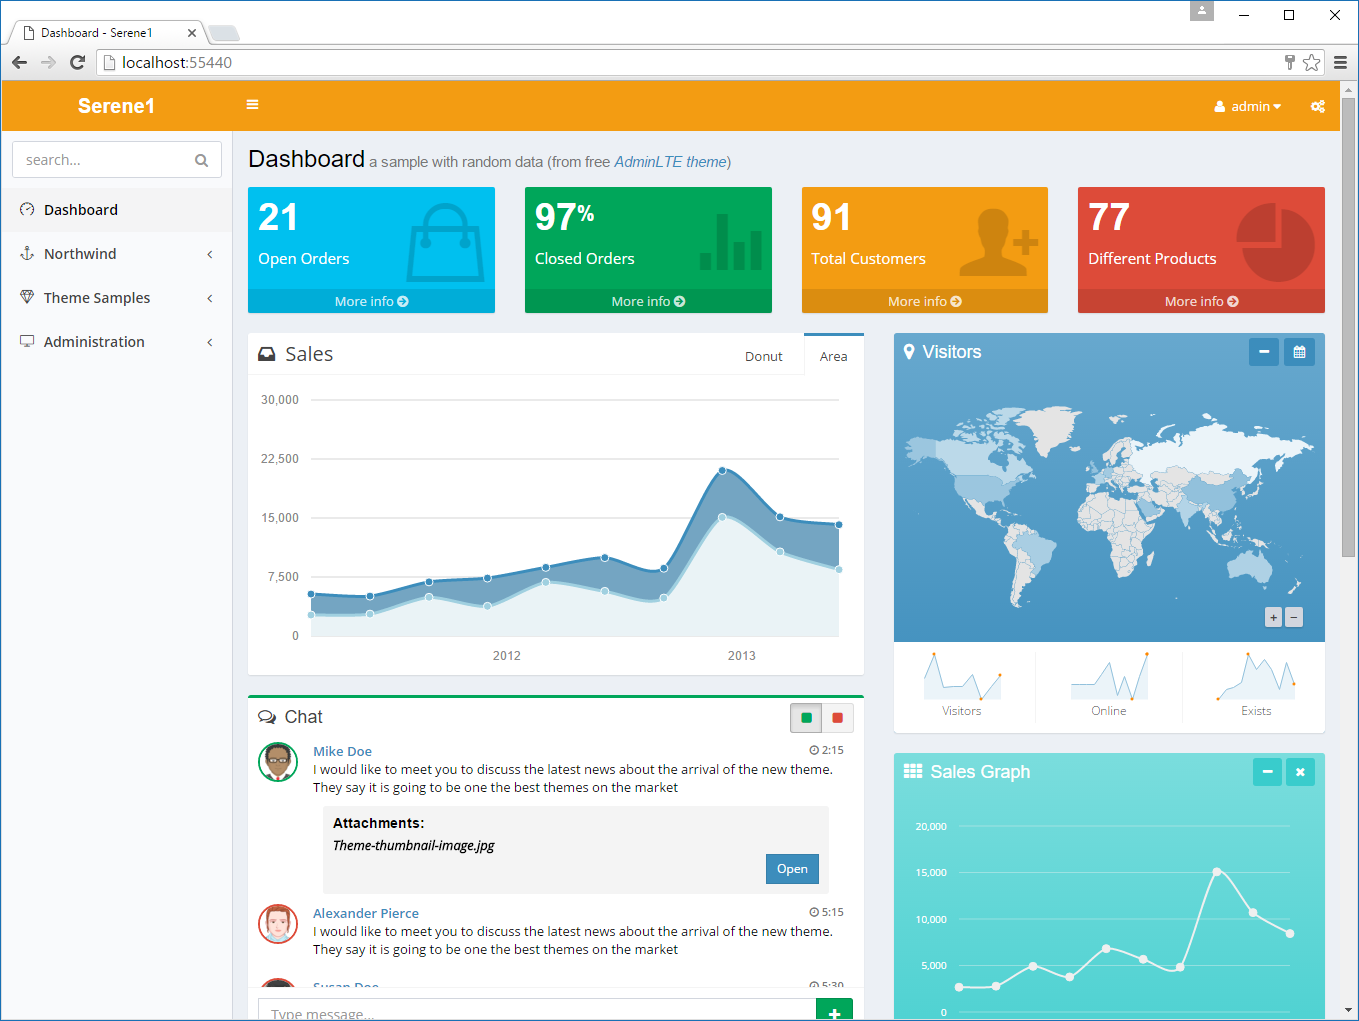 Dashboard - Serene1
localhost:55440
Serene1
admin
search...
Dashboard
Northwind
Theme Samples
Administration
Dashboard a sample with random data (from free AdminLTE theme)
21
Open Orders
More info
97%
Closed Orders
More info
91
Total Customers
More info
77
Different Products
More info
Sales
Donut
Area
30,000
22,500
15,000
7,500
0
2012
2013
Visitors
+
−
Visitors
Online
Exists
Chat
Mike Doe
2:15
I would like to meet you to discuss the latest news about the arrival of the new theme.
They say it is going to be one the best themes on the market
Attachments:
Theme-thumbnail-image.jpg
Open
Alexander Pierce
5:15
I would like to meet you to discuss the latest news about the arrival of the new theme.
They say it is going to be one the best themes on the market
Susan Doe
5:30
Type message...
Sales Graph
20,000
15,000
10,000
5,000
0